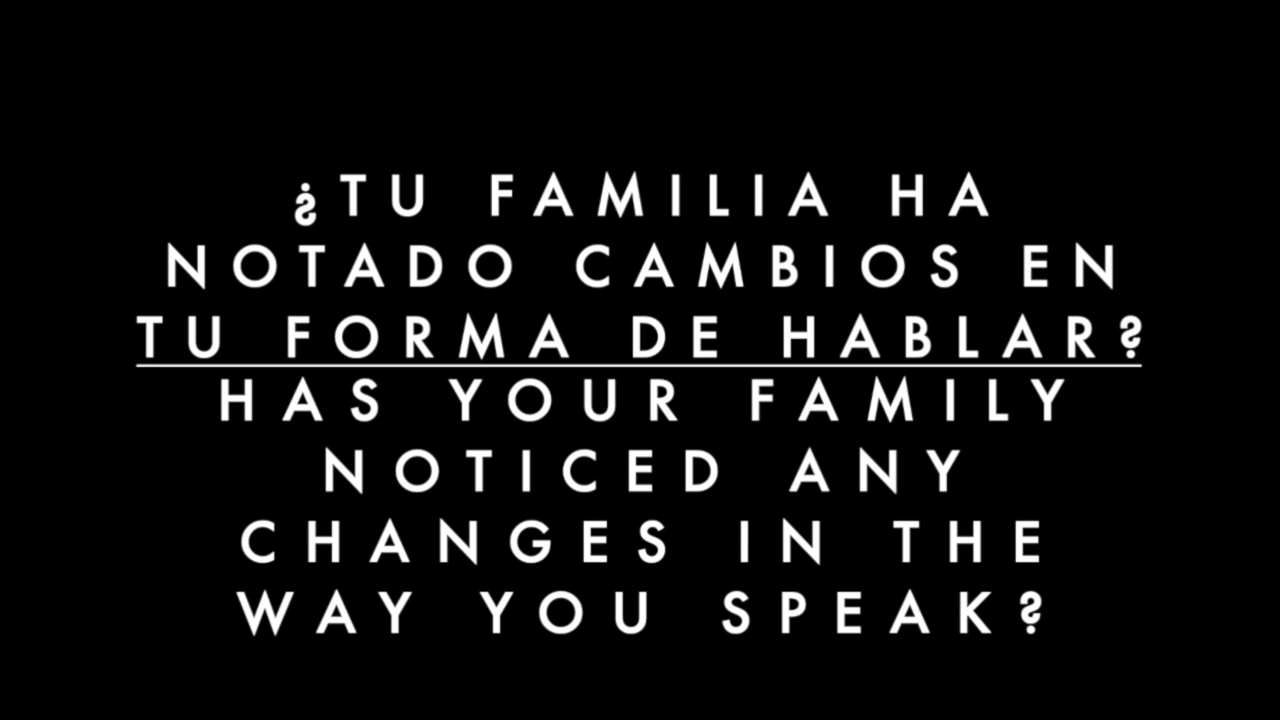 ¿TU FAMILIA HA
NOTADO CAMBIOS EN
TU FORMA DE HABLAR?
HAS YOUR FAMILY
NOTICED ANY
CHANGES IN THE
WAY YOU SPEAK?